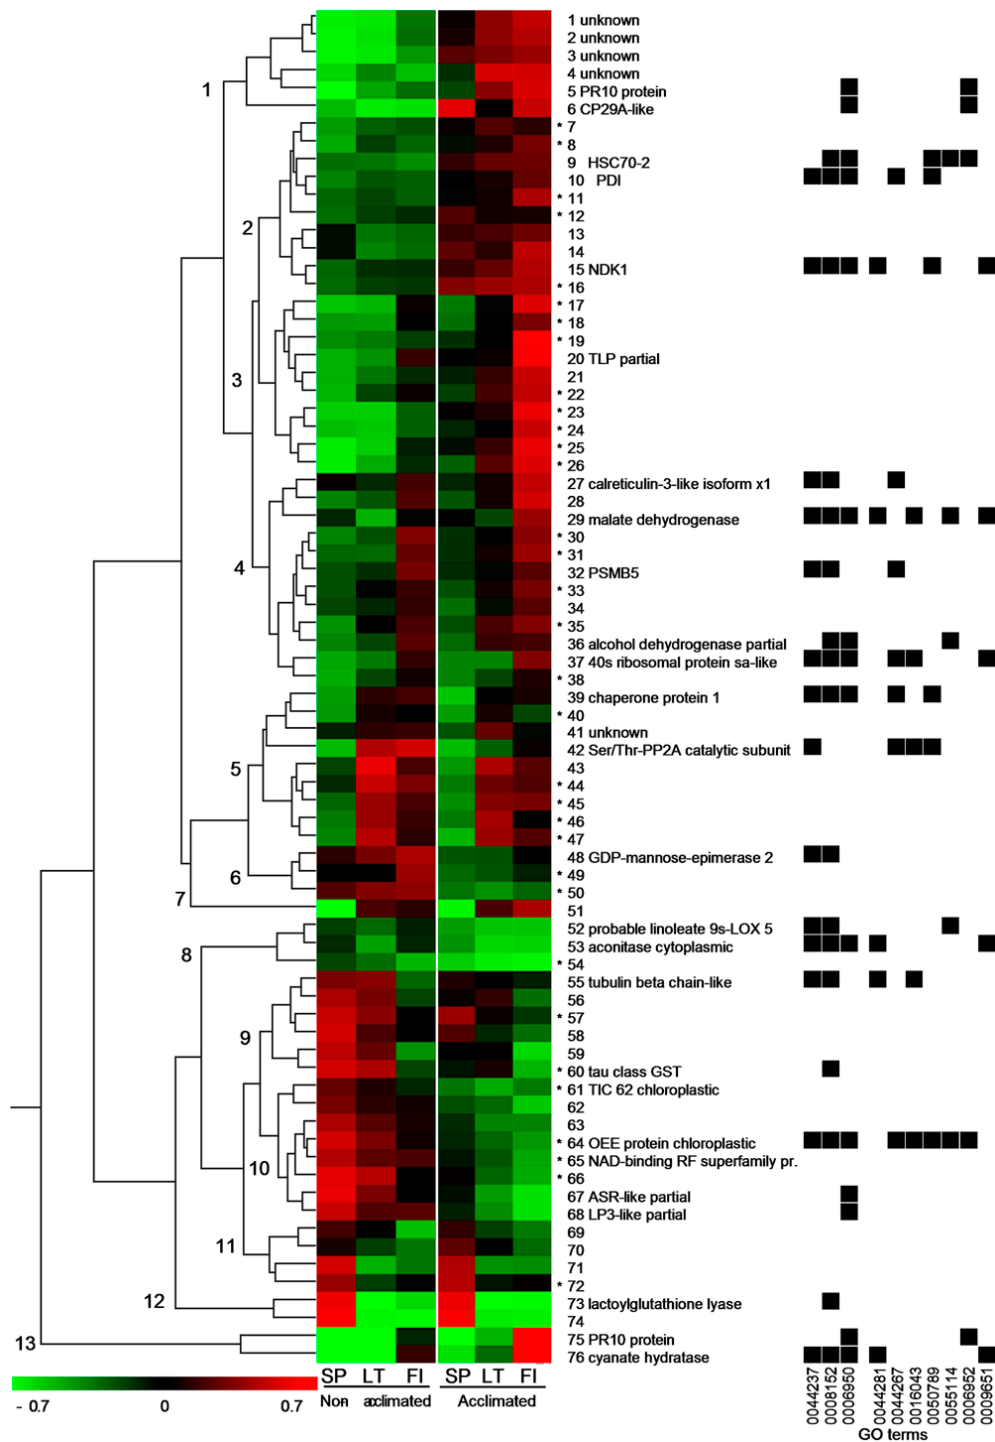 1 unknown
2 unknown
3 unknown
4 unknown
1
5 PR10 protein
6 CP29A-like
* 7
* 8
9 HSC70-2
10 PDI
* 11
* 12
2
13
14
15 NDK1
* 16
* 17
* 18
* 19
20 TLP partial
3
21
* 22
* 23
* 24
* 25
* 26
27 calreticulin-3-like isoform x1
28
29 malate dehydrogenase
* 30
* 31
4
32 PSMB5
* 33
34
* 35
36 alcohol dehydrogenase partial
37 40s ribosomal protein sa-like
* 38
39 chaperone protein 1
* 40
41 unknown
42 Ser/Thr-PP2A catalytic subunit
5
43
* 44
* 45
* 46
* 47
48 GDP-mannose-epimerase 2
6
* 49
* 50
7
51
52 probable linoleate 9s-LOX 5
8
53 aconitase cytoplasmic
* 54
55 tubulin beta chain-like
56
* 57
9
58
59
* 60 tau class GST
* 61 TIC 62 chloroplastic
62
63
* 64 OEE protein chloroplastic
* 65 NAD-binding RF superfamily pr.
10
* 66
67 ASR-like partial
68 LP3-like partial
69
11
70
71
* 72
12
73 lactoylglutathione lyase
74
13
75 PR10 protein
76 cyanate hydratase
SP LT FI SP LT FI
Non acclimated Acclimated
- 0.7 0 0.7
0044237
0008152
0006950
0044281
0044267
0016043
0050789
0055114
0006952
0009651
GO terms